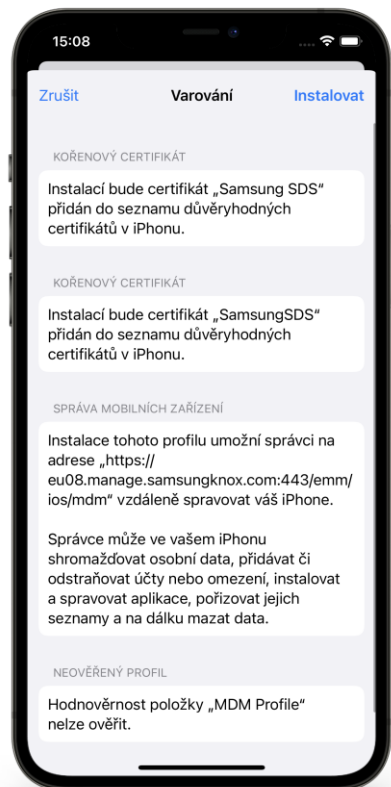 15:08
Zrušit Varování Instalovat
KOŘENOVÝ CERTIFIKÁT
Instalací bude certifikát „Samsung SDS“
přidán do seznamu důvěryhodných
certifikátů v iPhonu.
KOŘENOVÝ CERTIFIKÁT
Instalací bude certifikát „SamsungSDS“
přidán do seznamu důvěryhodných
certifikátů v iPhonu.
SPRÁVA MOBILNÍCH ZAŘÍZENÍ
Instalace tohoto profilu umožní správci na
adrese „https://
eu08.manage.samsungknox.com:443/emm/
ios/mdm“ vzdáleně spravovat váš iPhone.
Správce může ve vašem iPhonu
shromažďovat osobní data, přidávat či
odstraňovat účty nebo omezení, instalovat
a spravovat aplikace, pořizovat jejich
seznamy a na dálku mazat data.
NEOVĚŘENÝ PROFIL
Hodnověrnost položky „MDM Profile“
nelze ověřit.